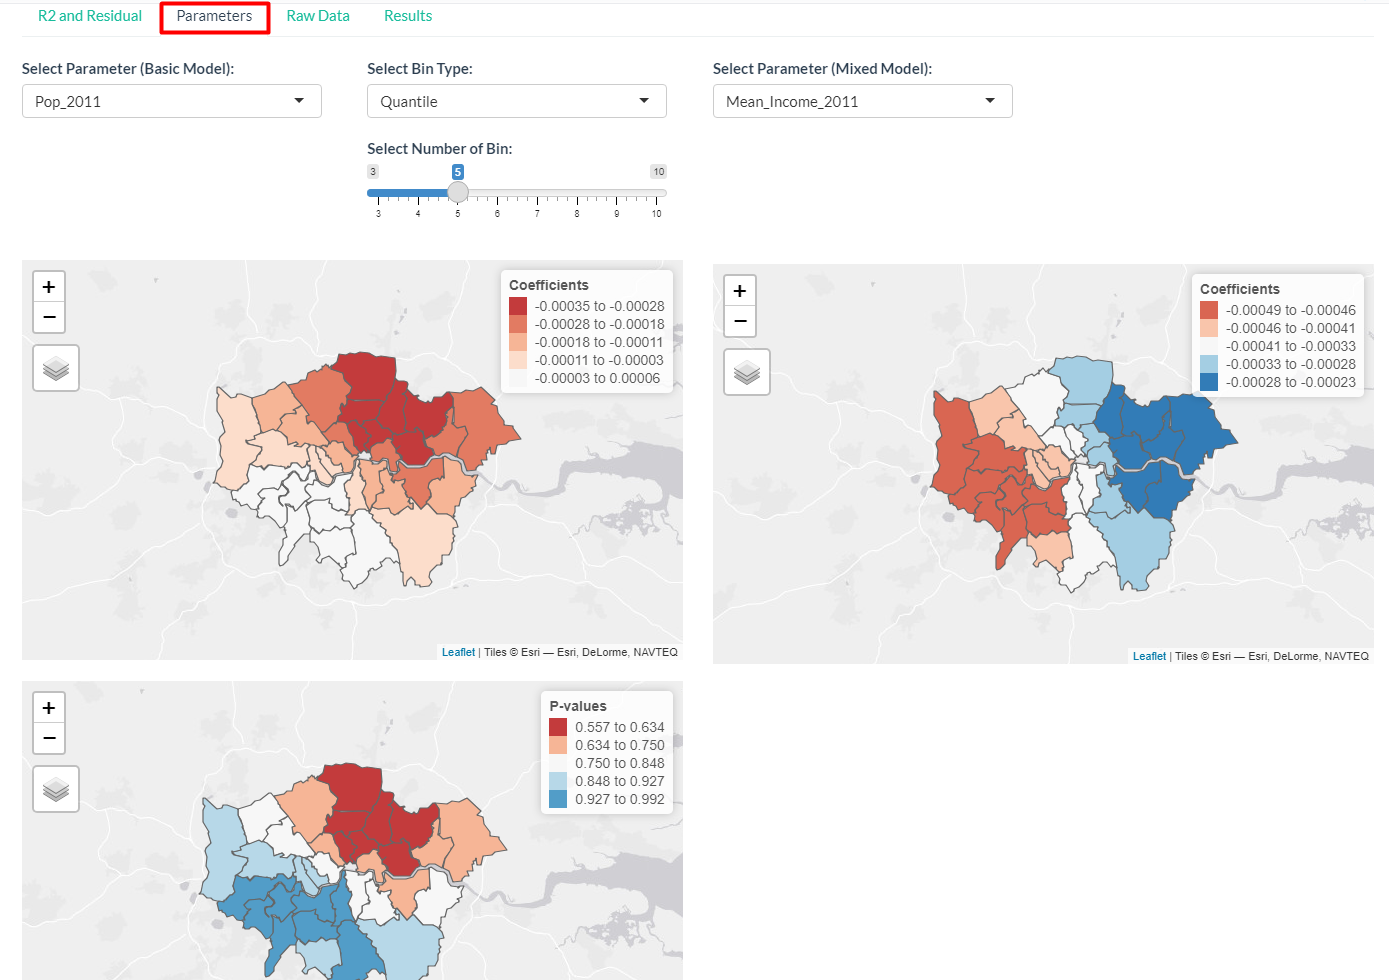 R2 and Residual Parameters Raw Data Results
Select Parameter (Basic Model): Select Bin Type: Select Parameter (Mixed Model):
Pop_2011 Quantile Mean_Income_2011
Select Number of Bin:
3 5 10
3 4 5 6 7 8 9 10
+
−
Coefficients
-0.00035 to -0.00028
-0.00028 to -0.00018
-0.00018 to -0.00011
-0.00011 to -0.00003
-0.00003 to 0.00006
Leaflet | Tiles © Esri — Esri, DeLorme, NAVTEQ
+
−
Coefficients
-0.00049 to -0.00046
-0.00046 to -0.00041
-0.00041 to -0.00033
-0.00033 to -0.00028
-0.00028 to -0.00023
Leaflet | Tiles © Esri — Esri, DeLorme, NAVTEQ
+
−
P-values
0.557 to 0.634
0.634 to 0.750
0.750 to 0.848
0.848 to 0.927
0.927 to 0.992